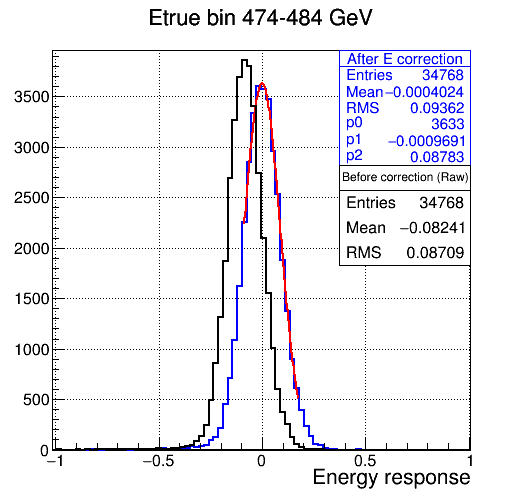 Etrue bin 474-484 GeV
After E correction
Entries 34768
Mean −0.0004024
RMS 0.09362
p0 3633
p1 −0.0009691
p2 0.08783
Before correction (Raw)
Entries 34768
Mean −0.08241
RMS 0.08709
3500
3000
2500
2000
1500
1000
500
0
−1 −0.5 0 0.5 1
Energy response